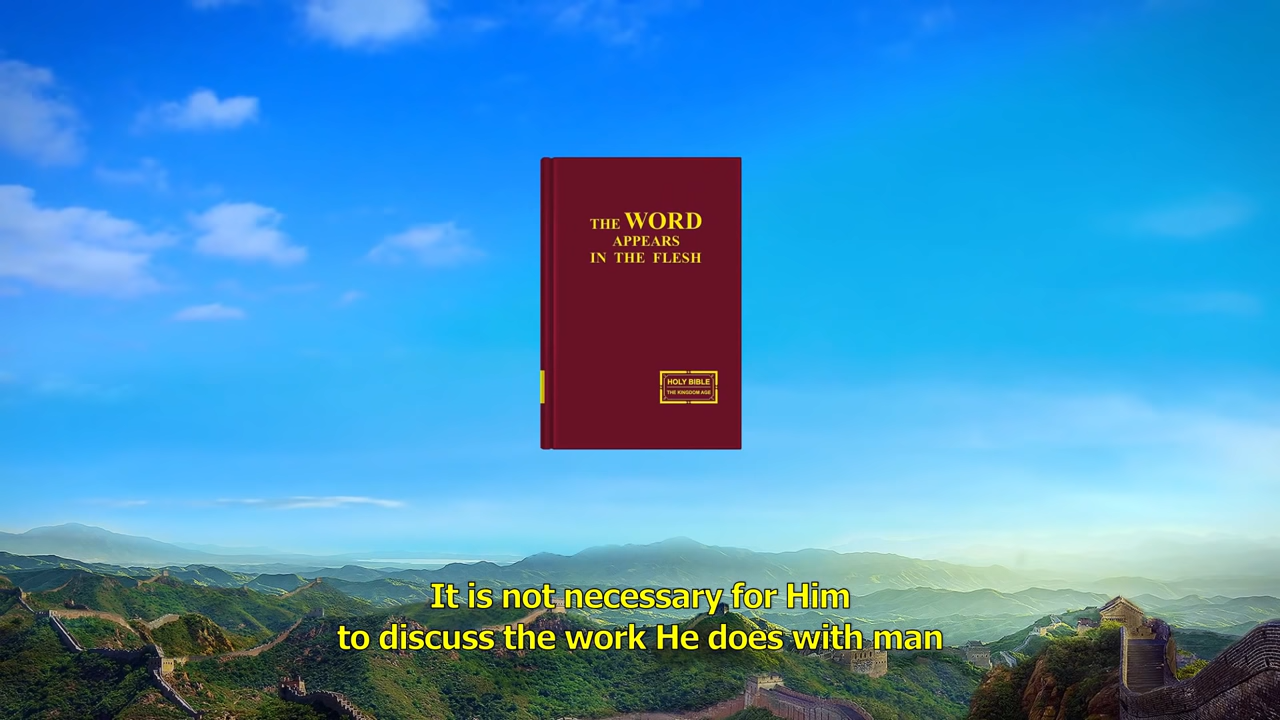 THE WORD
APPEARS
IN THE FLESH
HOLY BIBLE
THE KINGDOM AGE
It is not necessary for Him
to discuss the work He does with man